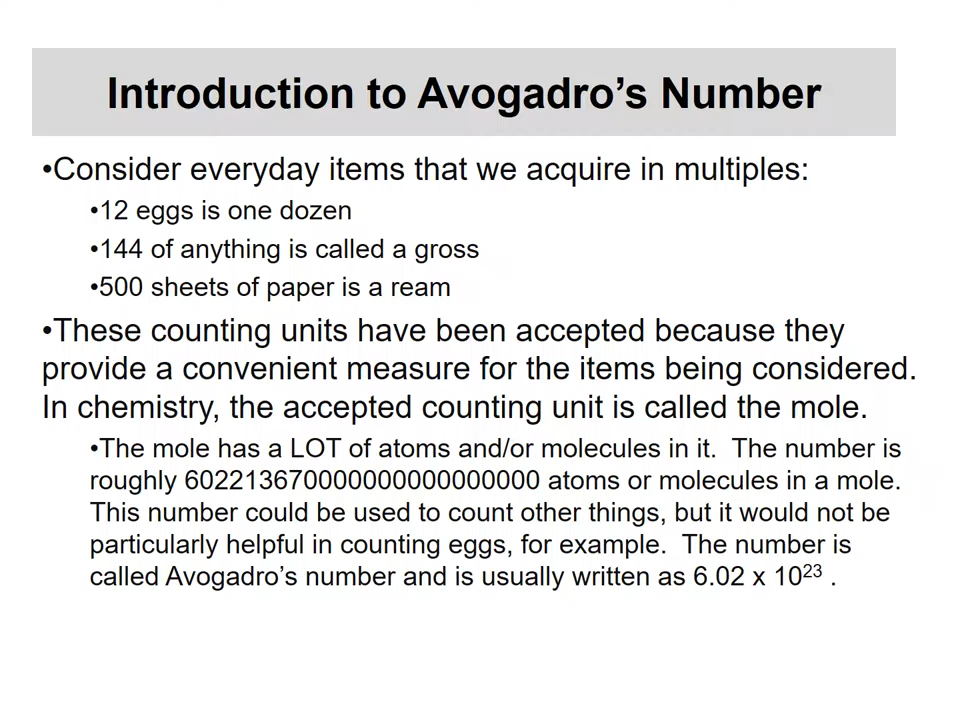 Introduction to Avogadro’s Number
•Consider everyday items that we acquire in multiples:
•12 eggs is one dozen
•144 of anything is called a gross
•500 sheets of paper is a ream
•These counting units have been accepted because they
provide a convenient measure for the items being considered.
In chemistry, the accepted counting unit is called the mole.
•The mole has a LOT of atoms and/or molecules in it.  The number is
roughly 602213670000000000000000 atoms or molecules in a mole.
This number could be used to count other things, but it would not be
particularly helpful in counting eggs, for example.  The number is
called Avogadro’s number and is usually written as 6.02 x 10²³ .